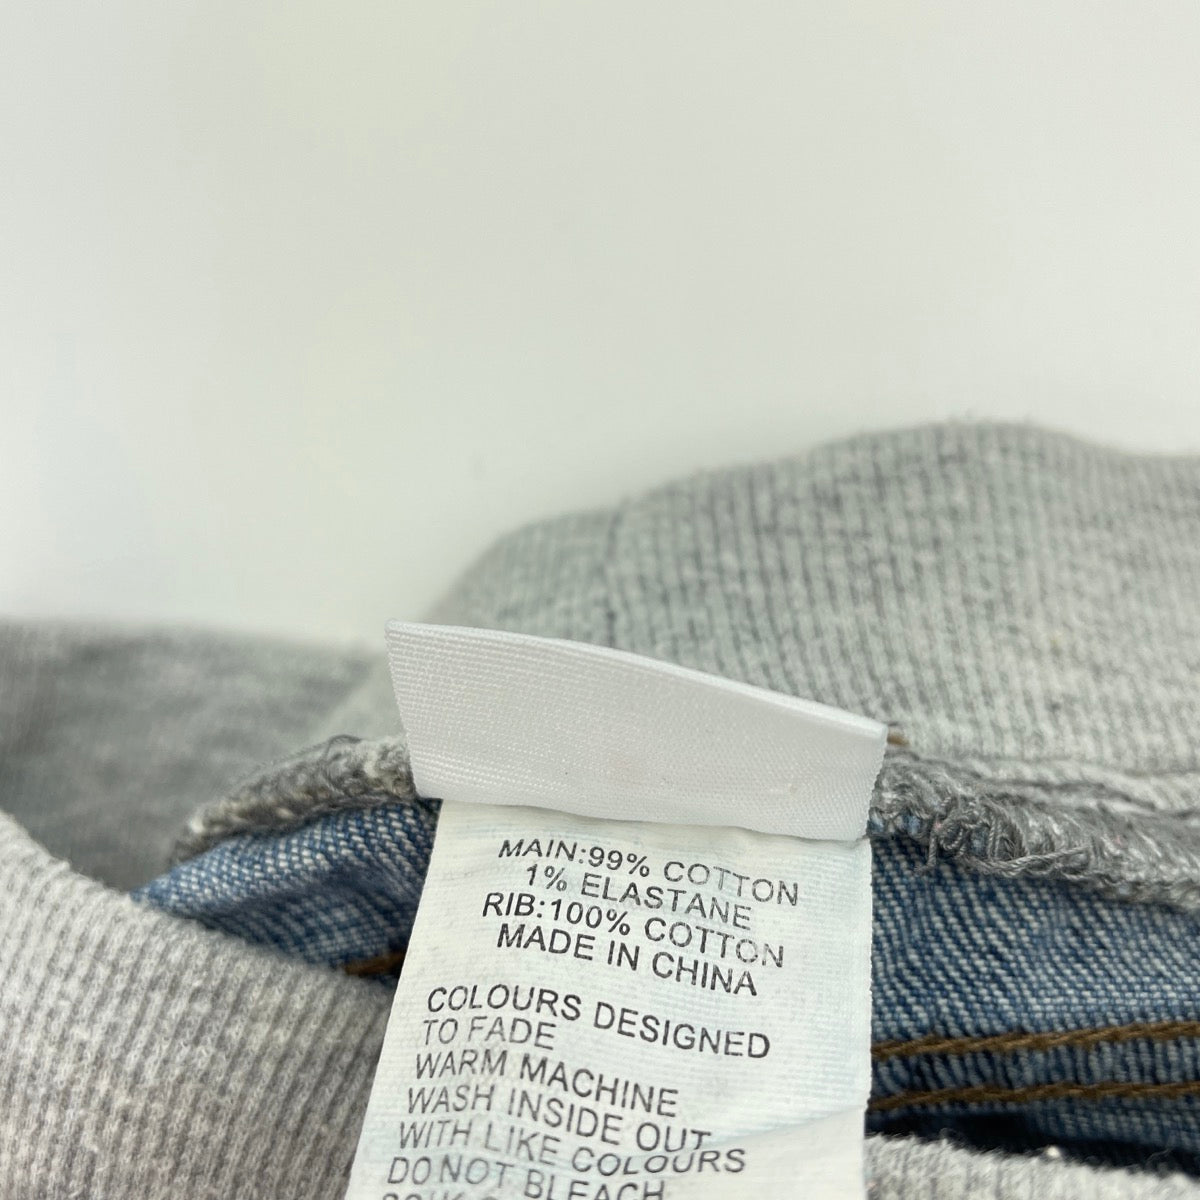 MAIN:99% COTTON
1% ELASTANE
RIB:100% COTTON
MADE IN CHINA
COLOURS DESIGNED
TO FADE
WARM MACHINE
WASH INSIDE OUT
WITH LIKE COLOURS
DO NOT BLEACH